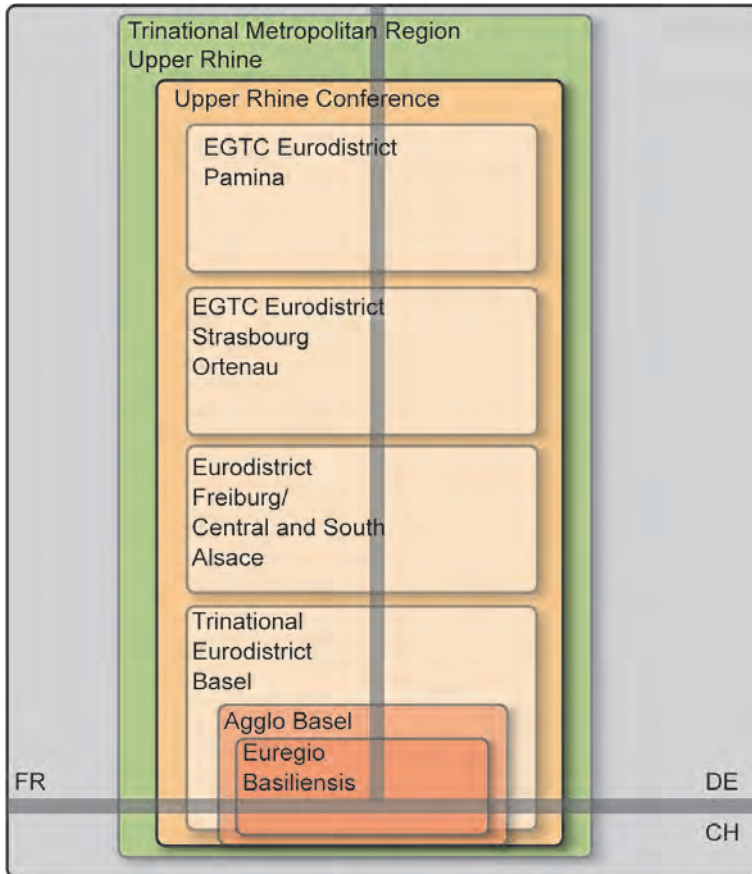 Trinational Metropolitan Region
Upper Rhine
Upper Rhine Conference
EGTC Eurodistrict
Pamina
EGTC Eurodistrict
Strasbourg
Ortenau
Eurodistrict
Freiburg/
Central and South
Alsace
Trinational
Eurodistrict
Basel
Agglo Basel
Euregio
Basiliensis
FR
DE
CH